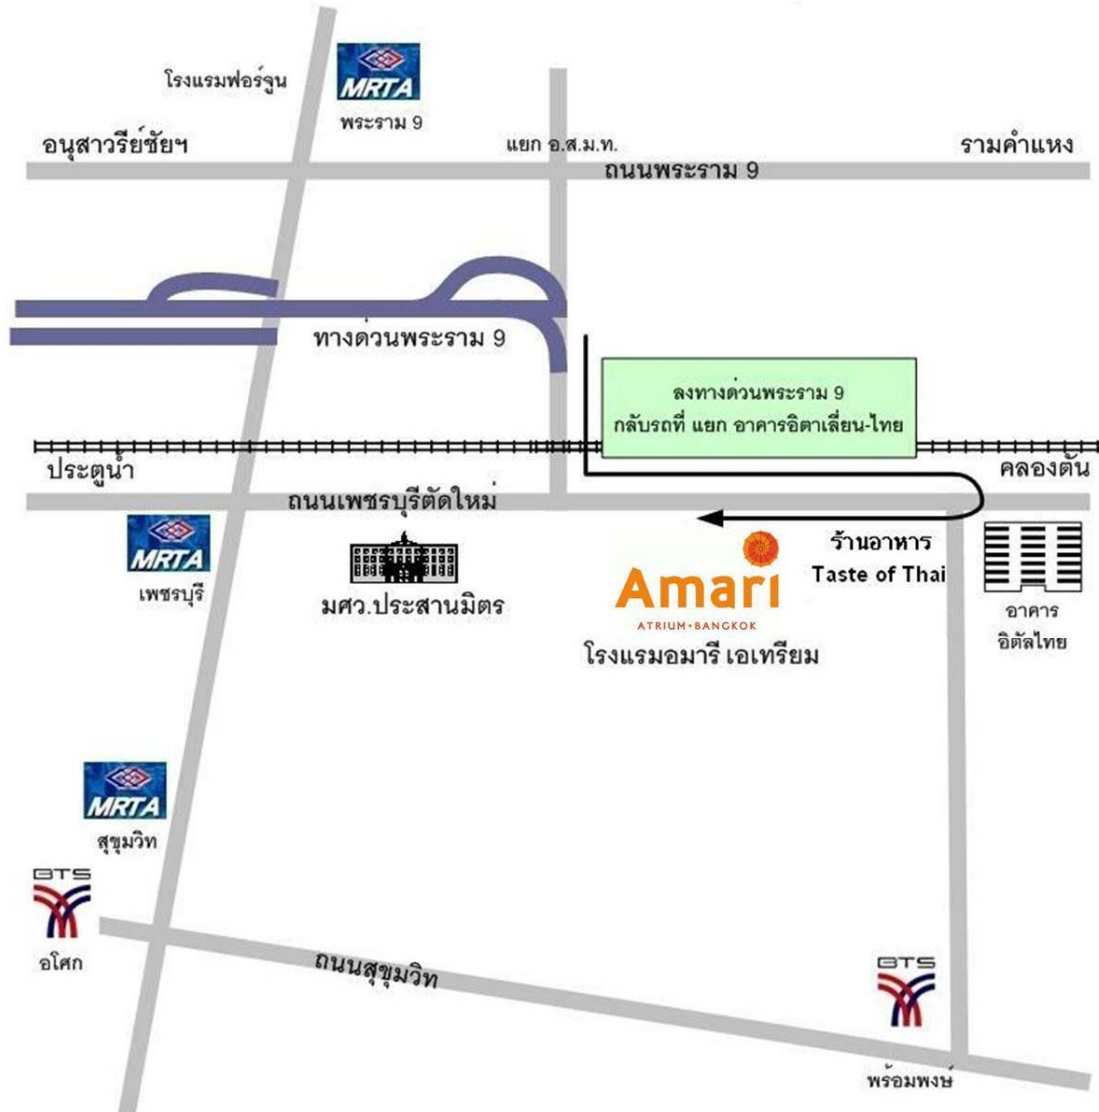 โรงแรมฟอร์จูน
MRTA
พระราม 9
อนุสาวรีย์ชัยฯ
แยก อ.ส.ม.ท.
รามคำแหง
ถนนพระราม 9
ทางด่วนพระราม 9
ลงทางด่วนพระราม 9
กลับรถที่ แยก อาคารอิตาเลี่ยน-ไทย
ประตูน้ำ
คลองตัน
ถนนเพชรบุรีตัดใหม่
MRTA
เพชรบุรี
มศว.ประสานมิตร
Amari
ATRIUM•BANGKOK
โรงแรมอมารี เอเทรียม
ร้านอาหาร
Taste of Thai
อาคาร
อิตัลไทย
MRTA
สุขุมวิท
BTS
อโศก
ถนนสุขุมวิท
BTS
พร้อมพงษ์